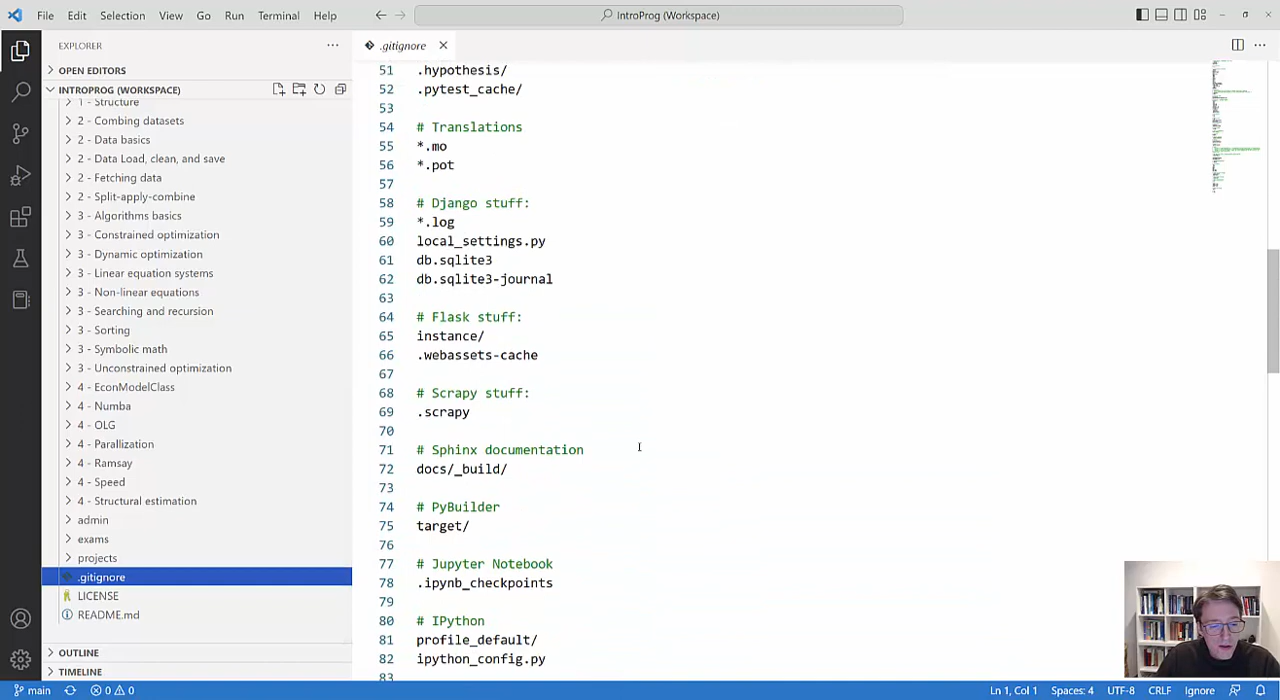 File Edit Selection View Go Run Terminal Help
IntroProg (Workspace)
EXPLORER
OPEN EDITORS
INTROPROG (WORKSPACE)
1 - Structure
2 - Combing datasets
2 - Data basics
2 - Data Load, clean, and save
2 - Fetching data
2 - Split-apply-combine
3 - Algorithms basics
3 - Constrained optimization
3 - Dynamic optimization
3 - Linear equation systems
3 - Non-linear equations
3 - Searching and recursion
3 - Sorting
3 - Symbolic math
3 - Unconstrained optimization
4 - EconModelClass
4 - Numba
4 - OLG
4 - Parallization
4 - Ramsay
4 - Speed
4 - Structural estimation
admin
exams
projects
.gitignore
LICENSE
README.md
OUTLINE
TIMELINE
.gitignore
51 .hypothesis/
52 .pytest_cache/
53
54 # Translations
55 *.mo
56 *.pot
57
58 # Django stuff:
59 *.log
60 local_settings.py
61 db.sqlite3
62 db.sqlite3-journal
63
64 # Flask stuff:
65 instance/
66 .webassets-cache
67
68 # Scrapy stuff:
69 .scrapy
70
71 # Sphinx documentation
72 docs/_build/
73
74 # PyBuilder
75 target/
76
77 # Jupyter Notebook
78 .ipynb_checkpoints
79
80 # IPython
81 profile_default/
82 ipython_config.py
83
main 0 0 Ln 1, Col 1 Spaces: 4 UTF-8 CRLF Ignore